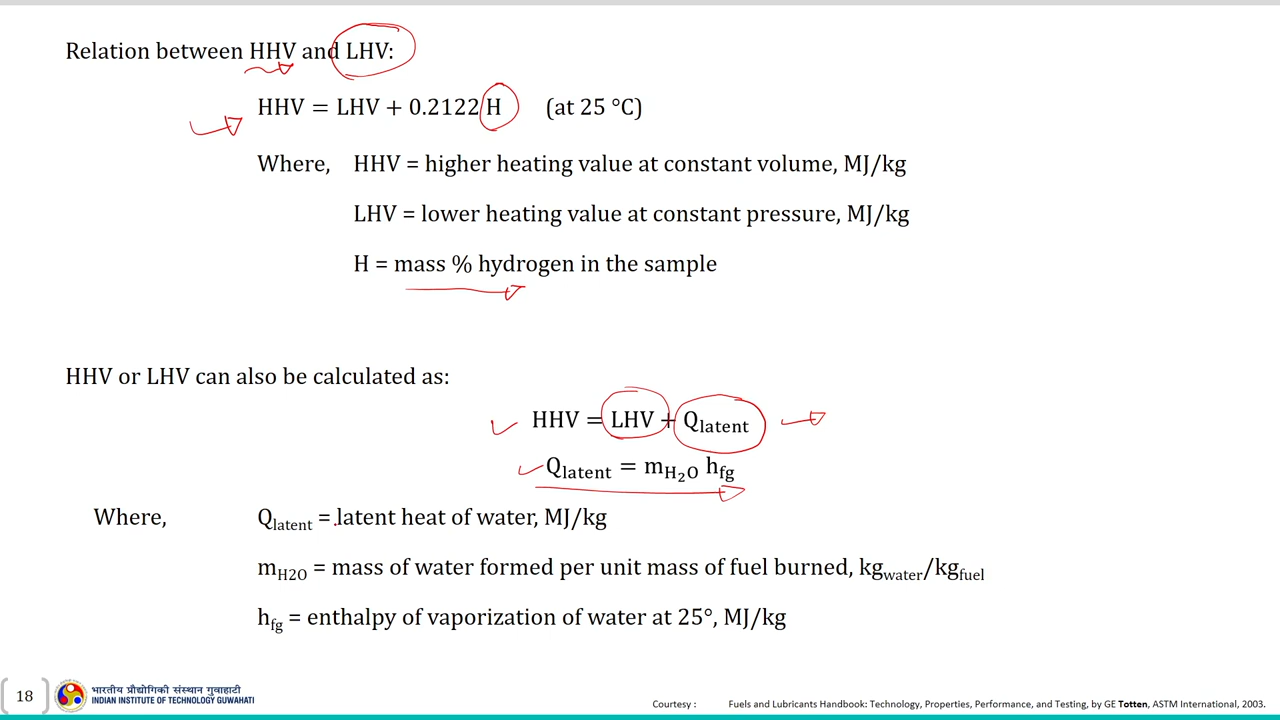 Relation between HHV and LHV:
HHV = LHV + 0.2122 H (at 25 °C)
Where, HHV = higher heating value at constant volume, MJ/kg
LHV = lower heating value at constant pressure, MJ/kg
H = mass % hydrogen in the sample
HHV or LHV can also be calculated as:
HHV = LHV + Qlatent
Qlatent = mH2O hfg
Where, Qlatent = latent heat of water, MJ/kg
mH2O = mass of water formed per unit mass of fuel burned, kgwater/kgfuel
hfg = enthalpy of vaporization of water at 25°, MJ/kg
18
भारतीय प्रौद्योगिकी संस्थान गुवाहाटी
INDIAN INSTITUTE OF TECHNOLOGY GUWAHATI
Courtesy : Fuels and Lubricants Handbook: Technology, Properties, Performance, and Testing, by GE Totten, ASTM International, 2003.